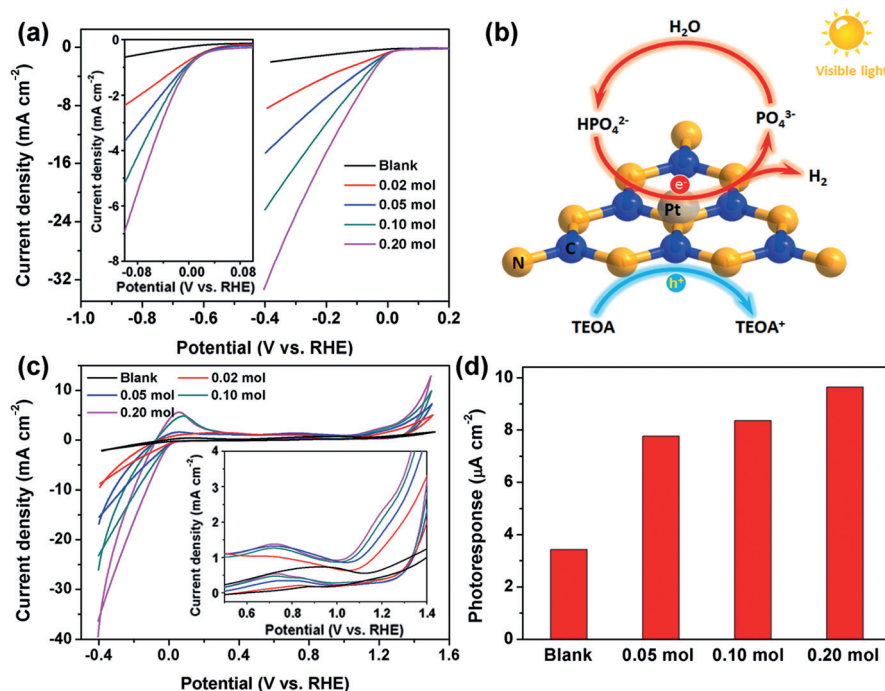 (a)
0
-4
-8
-12
-16
-20
-24
-28
-32
Current density (mA cm⁻²)
-1.0 -0.8 -0.6 -0.4 -0.2 0.0 0.2
Potential (V vs. RHE)
0
-2
-4
-6
-8
Current density (mA cm⁻²)
-0.08 0.00 0.08
Potential (V vs. RHE)
Blank
0.02 mol
0.05 mol
0.10 mol
0.20 mol
(b)
Visible light
H₂O
HPO₄²⁻
PO₄³⁻
H₂
e⁻
Pt
N
C
h⁺
TEOA
TEOA⁺
(c)
Blank 0.02 mol
0.05 mol 0.10 mol
0.20 mol
10
0
-10
-20
-30
-40
Current density (mA cm⁻²)
-0.4 0.0 0.4 0.8 1.2 1.6
Potential (V vs. RHE)
4
3
2
1
0
Current density (mA cm⁻²)
0.6 0.8 1.0 1.2 1.4
Potential (V vs. RHE)
(d)
10
8
6
4
2
0
Photoresponse (μA cm⁻²)
Blank 0.05 mol 0.10 mol 0.20 mol